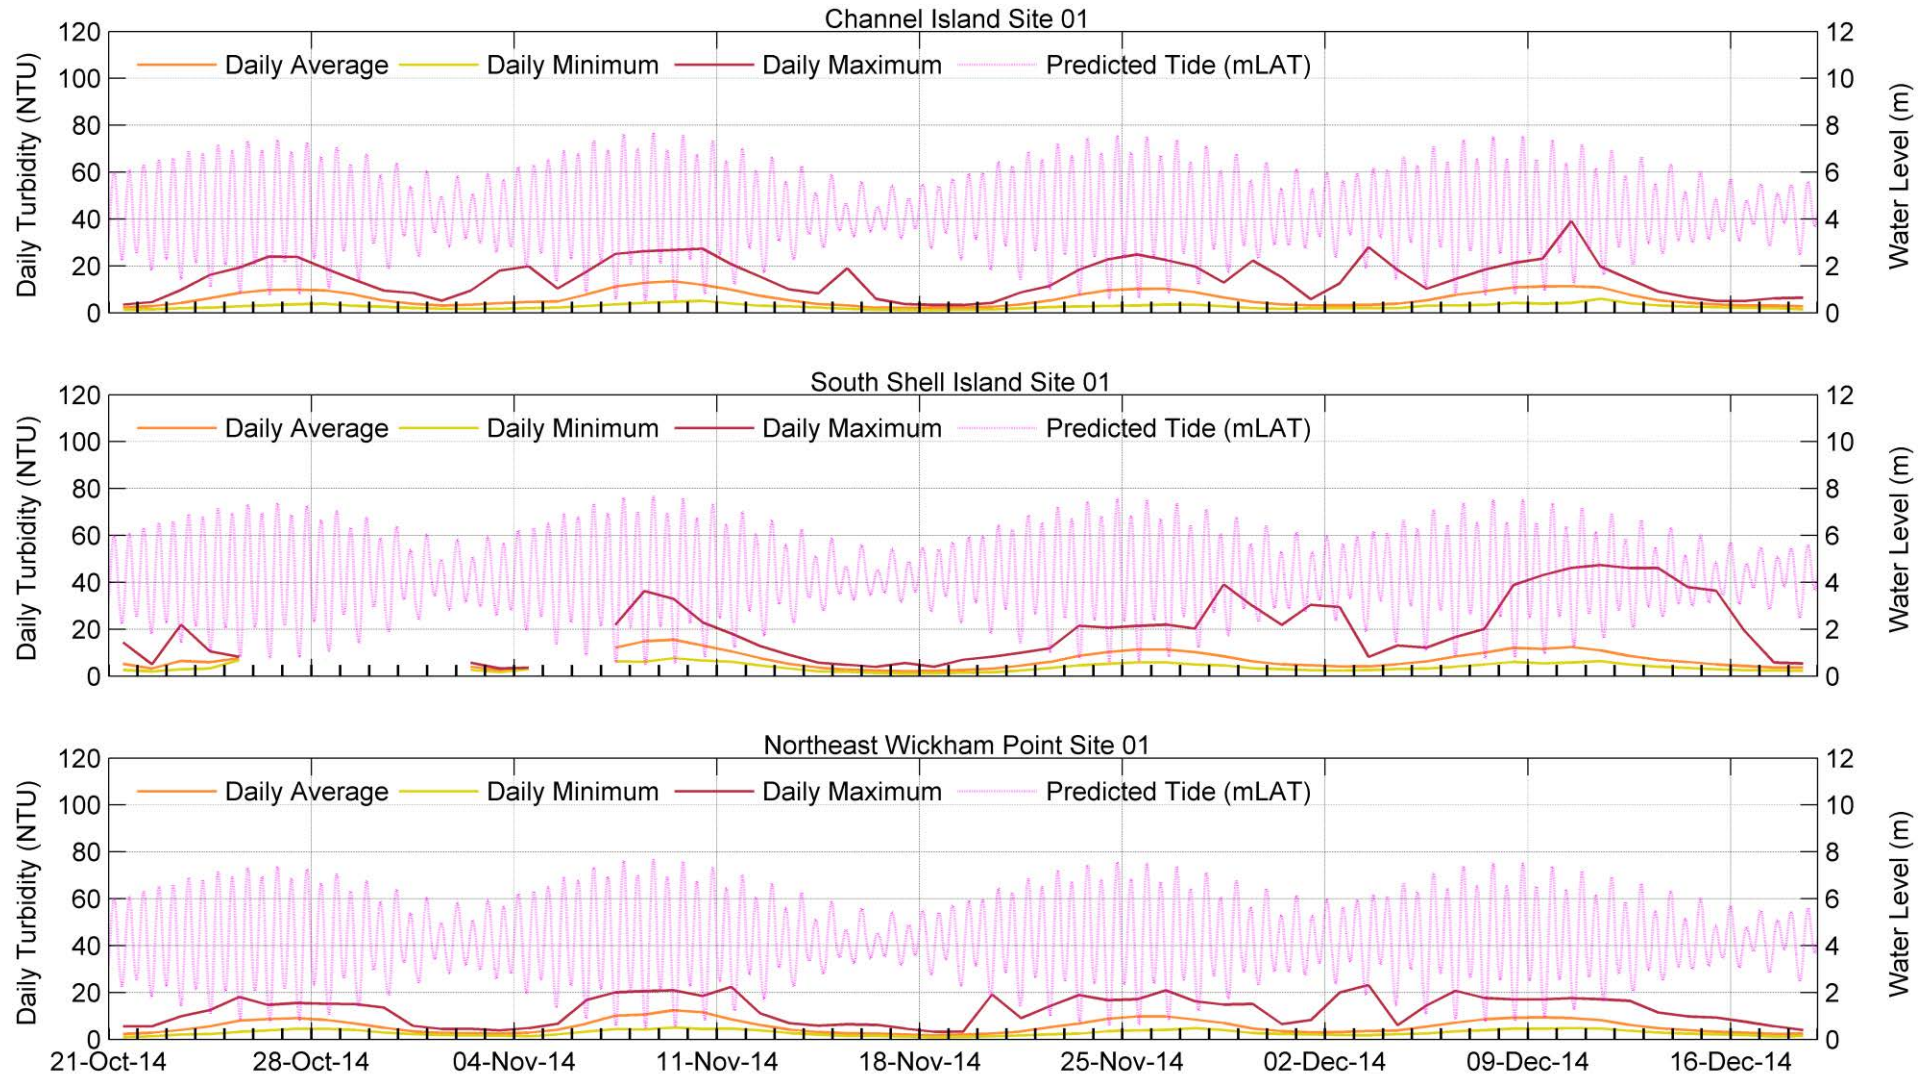 Channel Island Site 01
Daily Turbidity (NTU)
120
100
80
60
40
20
0
Daily Average
Daily Minimum
Daily Maximum
Predicted Tide (mLAT)
12
10
8
6
4
2
0
Water Level (m)
South Shell Island Site 01
Daily Turbidity (NTU)
120
100
80
60
40
20
0
Daily Average
Daily Minimum
Daily Maximum
Predicted Tide (mLAT)
12
10
8
6
4
2
0
Water Level (m)
Northeast Wickham Point Site 01
Daily Turbidity (NTU)
120
100
80
60
40
20
0
Daily Average
Daily Minimum
Daily Maximum
Predicted Tide (mLAT)
12
10
8
6
4
2
0
Water Level (m)
21-Oct-14
28-Oct-14
04-Nov-14
11-Nov-14
18-Nov-14
25-Nov-14
02-Dec-14
09-Dec-14
16-Dec-14